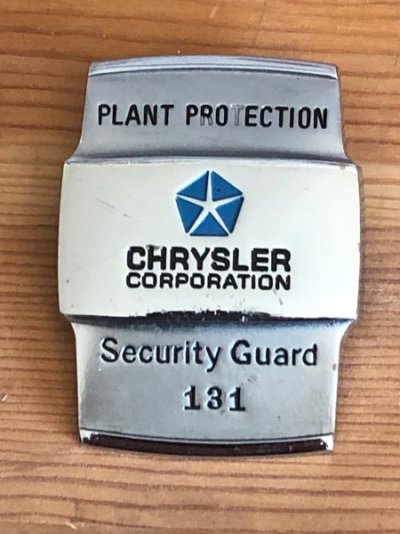 PLANT PROTECTION
CHRYSLER
CORPORATION
Security Guard
131